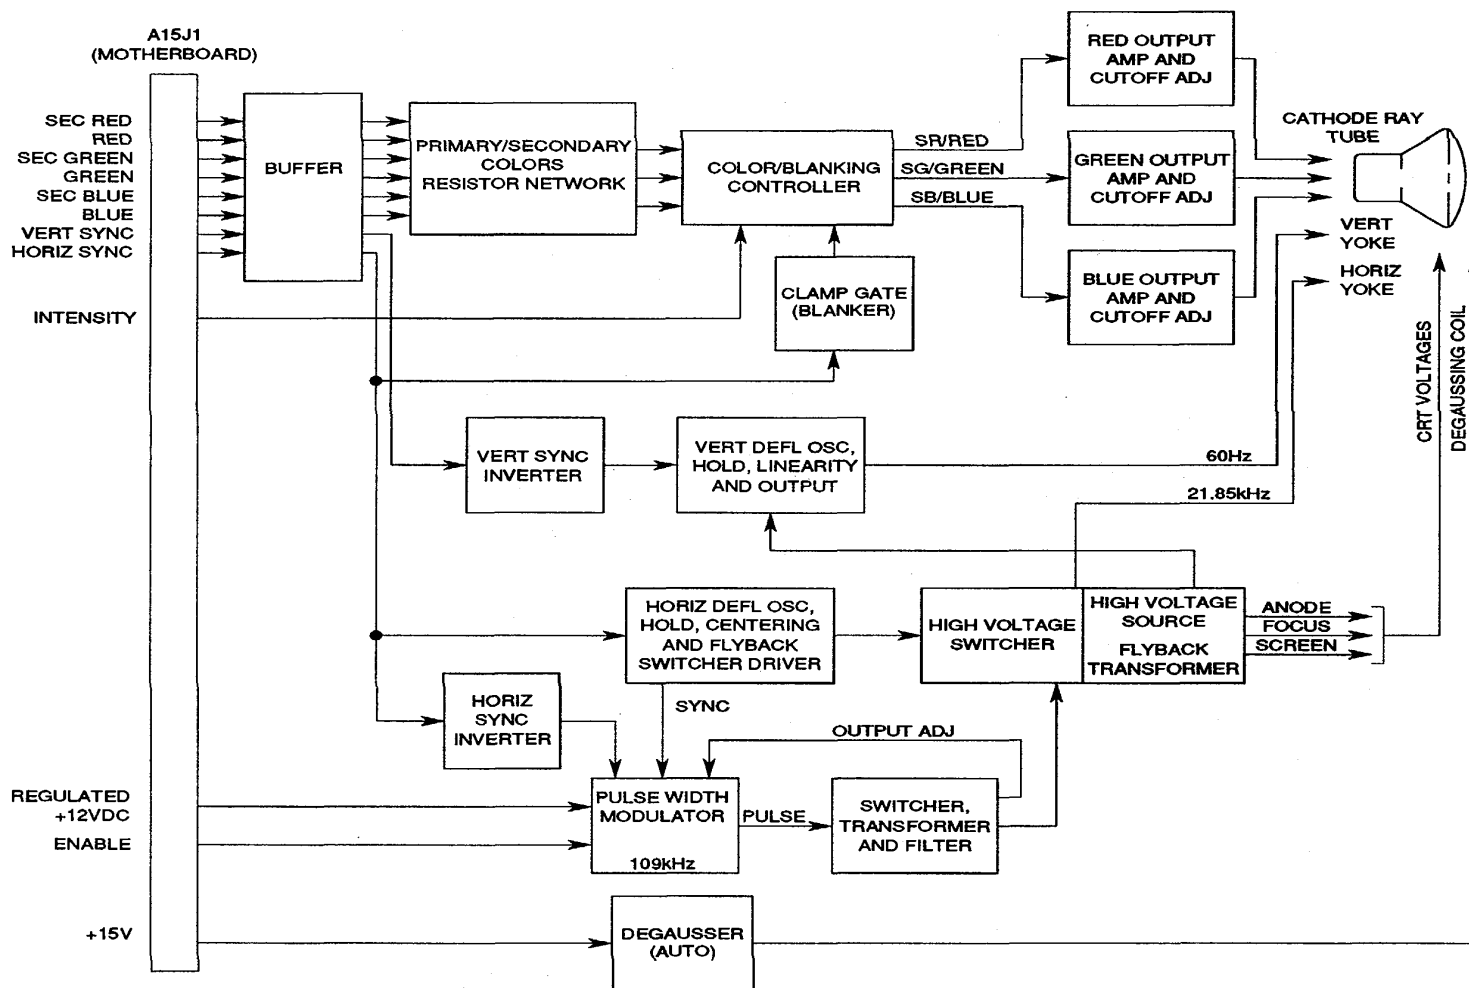 A15J1
(MOTHERBOARD)
SEC RED
RED
SEC GREEN
GREEN
SEC BLUE
BLUE
VERT SYNC
HORIZ SYNC
INTENSITY
REGULATED
+12VDC
ENABLE
+15V
BUFFER
PRIMARY/SECONDARY
COLORS
RESISTOR NETWORK
COLOR/BLANKING
CONTROLLER
SR/RED
SG/GREEN
SB/BLUE
RED OUTPUT
AMP AND
CUTOFF ADJ
GREEN OUTPUT
AMP AND
CUTOFF ADJ
BLUE OUTPUT
AMP AND
CUTOFF ADJ
CATHODE RAY
TUBE
VERT
YOKE
HORIZ
YOKE
CLAMP GATE
(BLANKER)
CRT VOLTAGES
DEGAUSSING COIL
VERT SYNC
INVERTER
VERT DEFL OSC,
HOLD, LINEARITY
AND OUTPUT
60Hz
21.85kHz
HORIZ DEFL OSC,
HOLD, CENTERING
AND FLYBACK
SWITCHER DRIVER
HIGH VOLTAGE
SWITCHER
HIGH VOLTAGE
SOURCE
FLYBACK
TRANSFORMER
ANODE
FOCUS
SCREEN
HORIZ
SYNC
INVERTER
SYNC
OUTPUT ADJ
PULSE WIDTH
MODULATOR
109kHz
PULSE
SWITCHER,
TRANSFORMER
AND FILTER
DEGAUSSER
(AUTO)